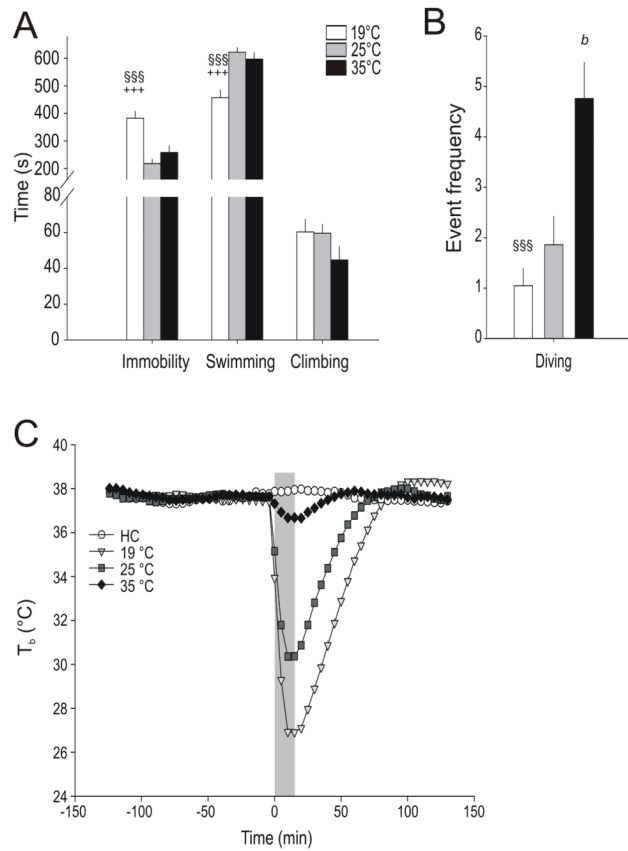 A
Time (s)
600
500
400
300
200
80
60
40
20
0
§§§
+++
§§§
+++
19°C
25°C
35°C
Immobility
Swimming
Climbing
B
Event frequency
6
5
4
3
2
1
0
§§§
b
Diving
C
T_b (°C)
40
38
36
34
32
30
28
26
24
HC
19 °C
25 °C
35 °C
-150
-100
-50
0
50
100
150
Time (min)